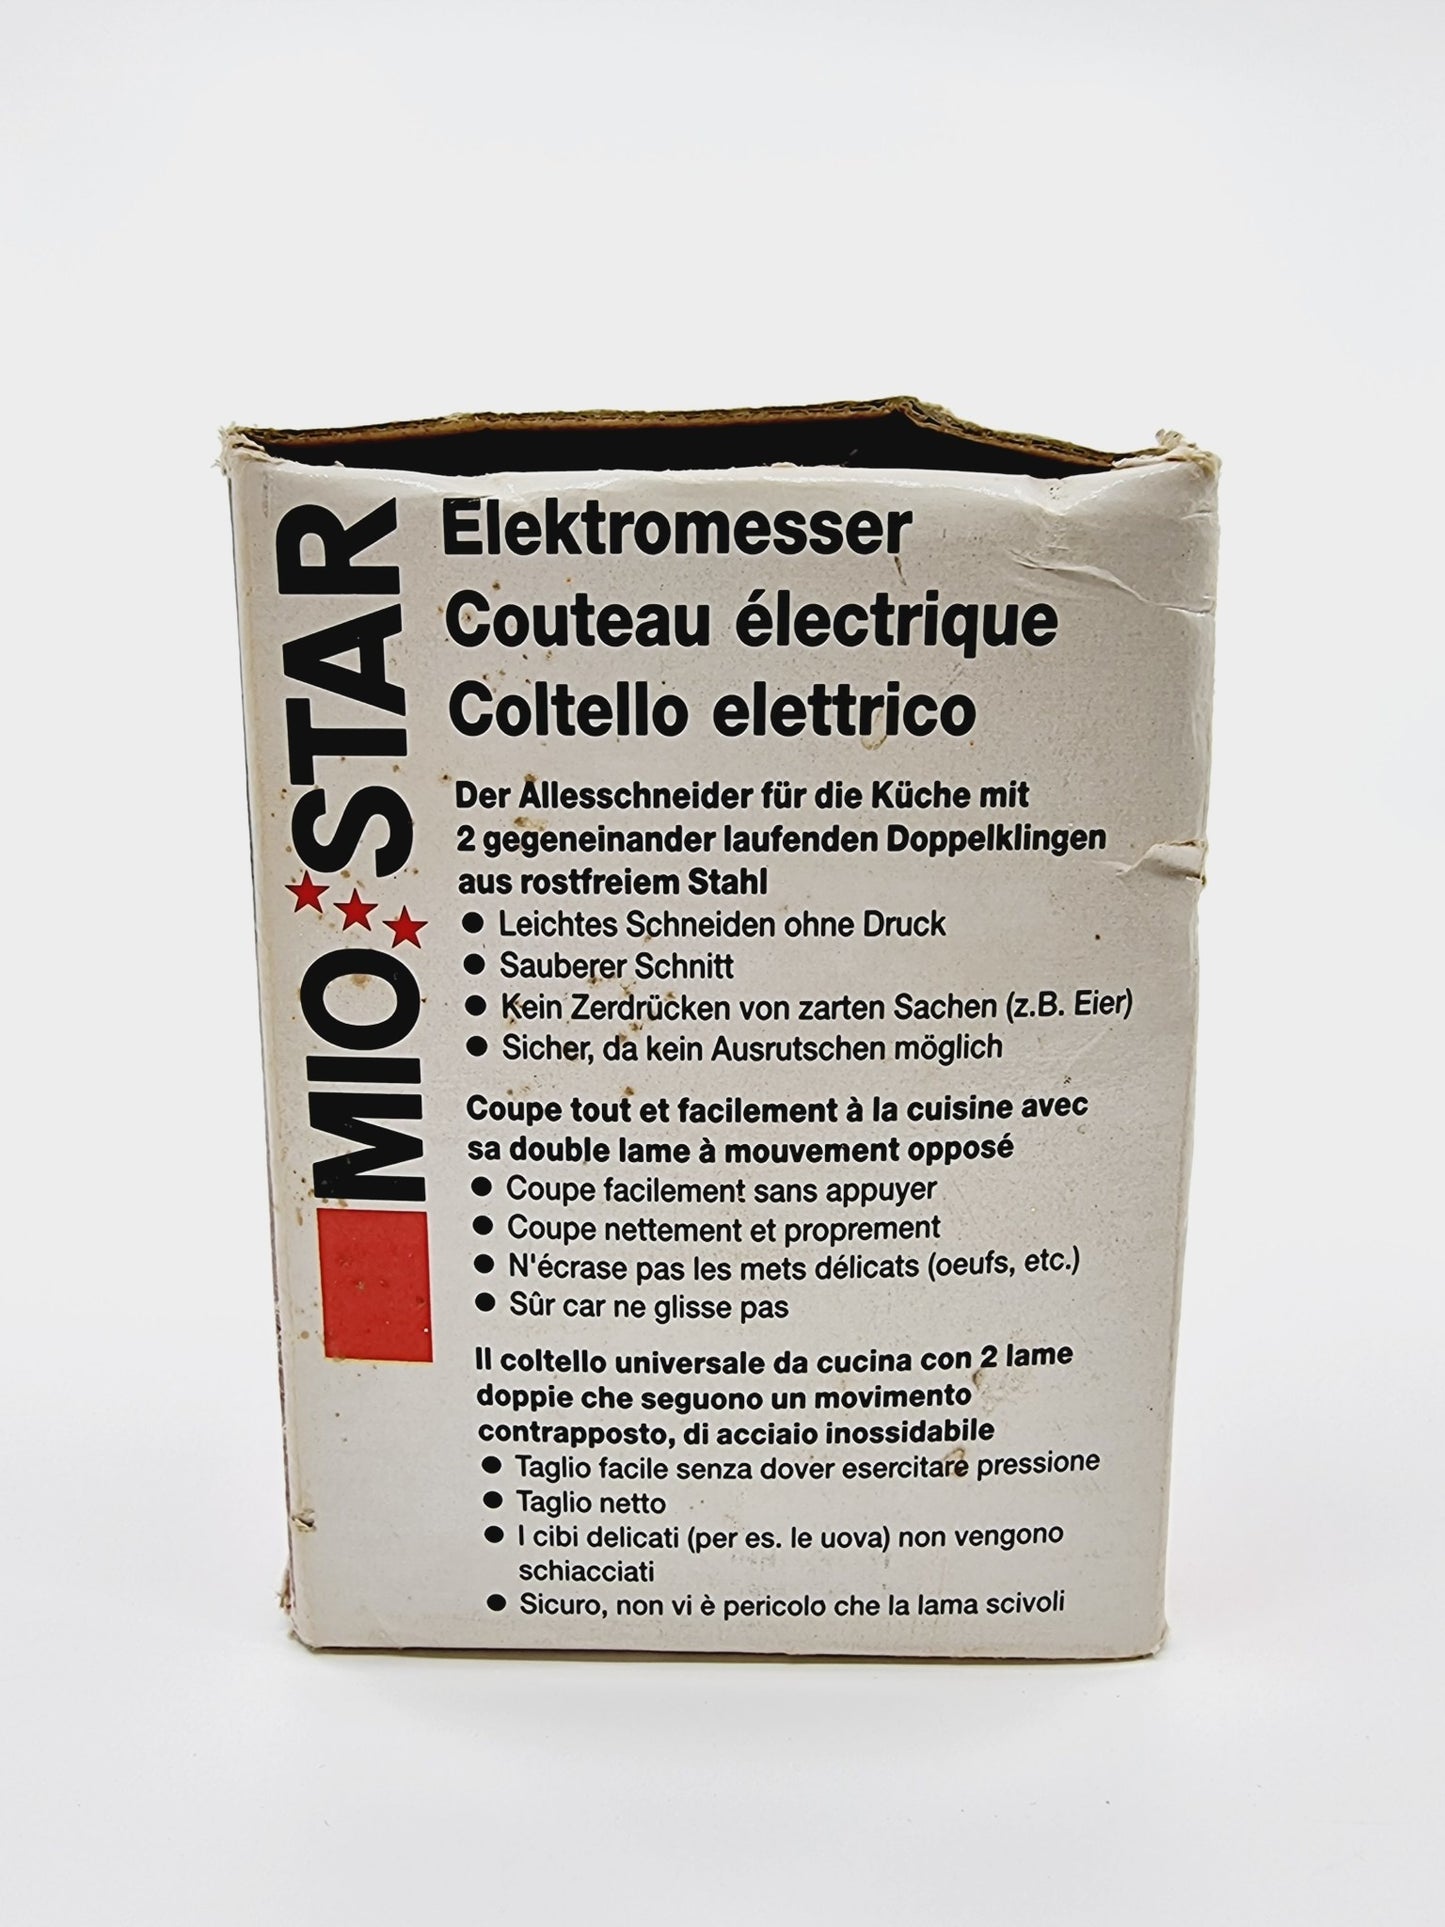 MIO STAR
Elektromesser
Couteau électrique
Coltello elettrico
Der Allesschneider für die Küche mit
2 gegeneinander laufenden Doppelklingen
aus rostfreiem Stahl
● Leichtes Schneiden ohne Druck
● Sauberer Schnitt
● Kein Zerdrücken von zarten Sachen (z.B. Eier)
● Sicher, da kein Ausrutschen möglich
Coupe tout et facilement à la cuisine avec
sa double lame à mouvement opposé
● Coupe facilement sans appuyer
● Coupe nettement et proprement
● N'écrase pas les mets délicats (oeufs, etc.)
● Sûr car ne glisse pas
Il coltello universale da cucina con 2 lame
doppie che seguono un movimento
contrapposto, di acciaio inossidabile
● Taglio facile senza dover esercitare pressione
● Taglio netto
● I cibi delicati (per es. le uova) non vengono
schiacciati
● Sicuro, non vi è pericolo che la lama scivoli